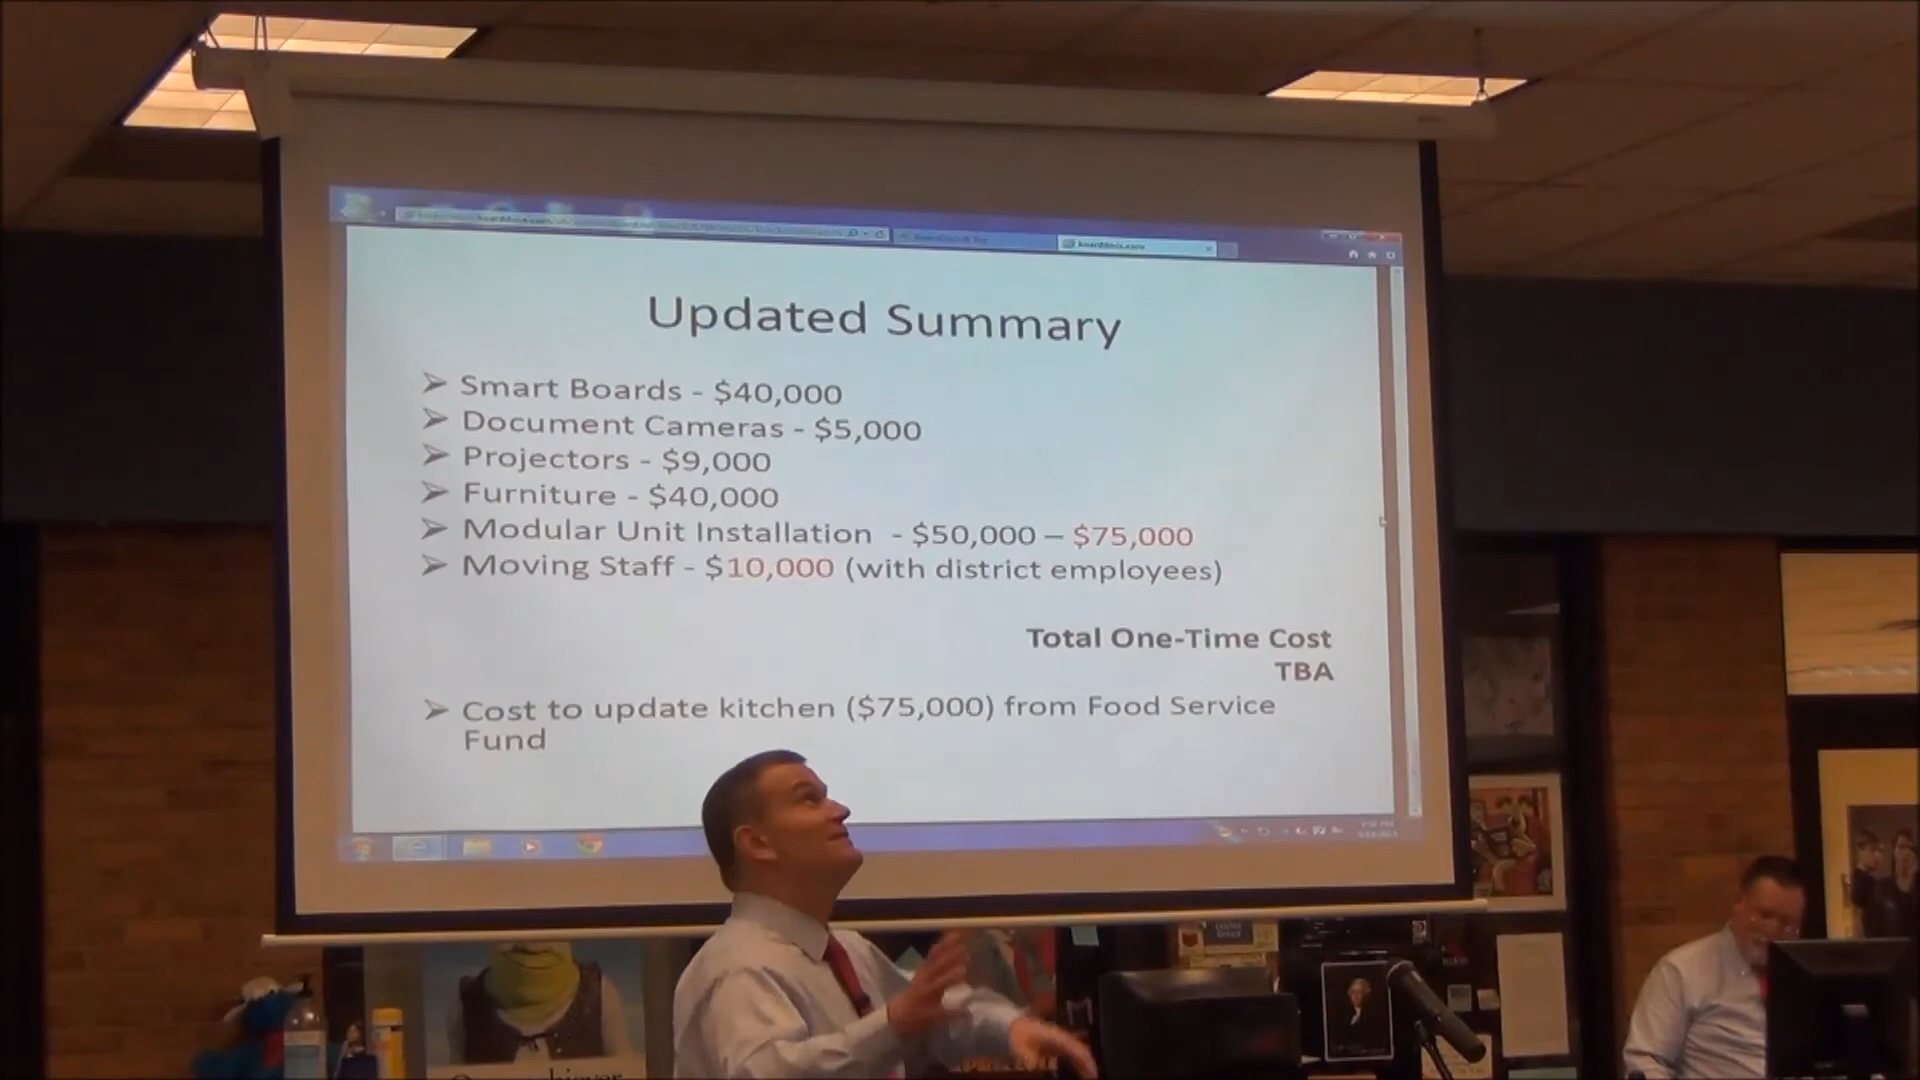 boarddocs.com
Updated Summary
➢ Smart Boards - $40,000
➢ Document Cameras - $5,000
➢ Projectors - $9,000
➢ Furniture - $40,000
➢ Modular Unit Installation - $50,000 – $75,000
➢ Moving Staff - $10,000 (with district employees)
Total One-Time Cost
TBA
➢ Cost to update kitchen ($75,000) from Food Service
Fund